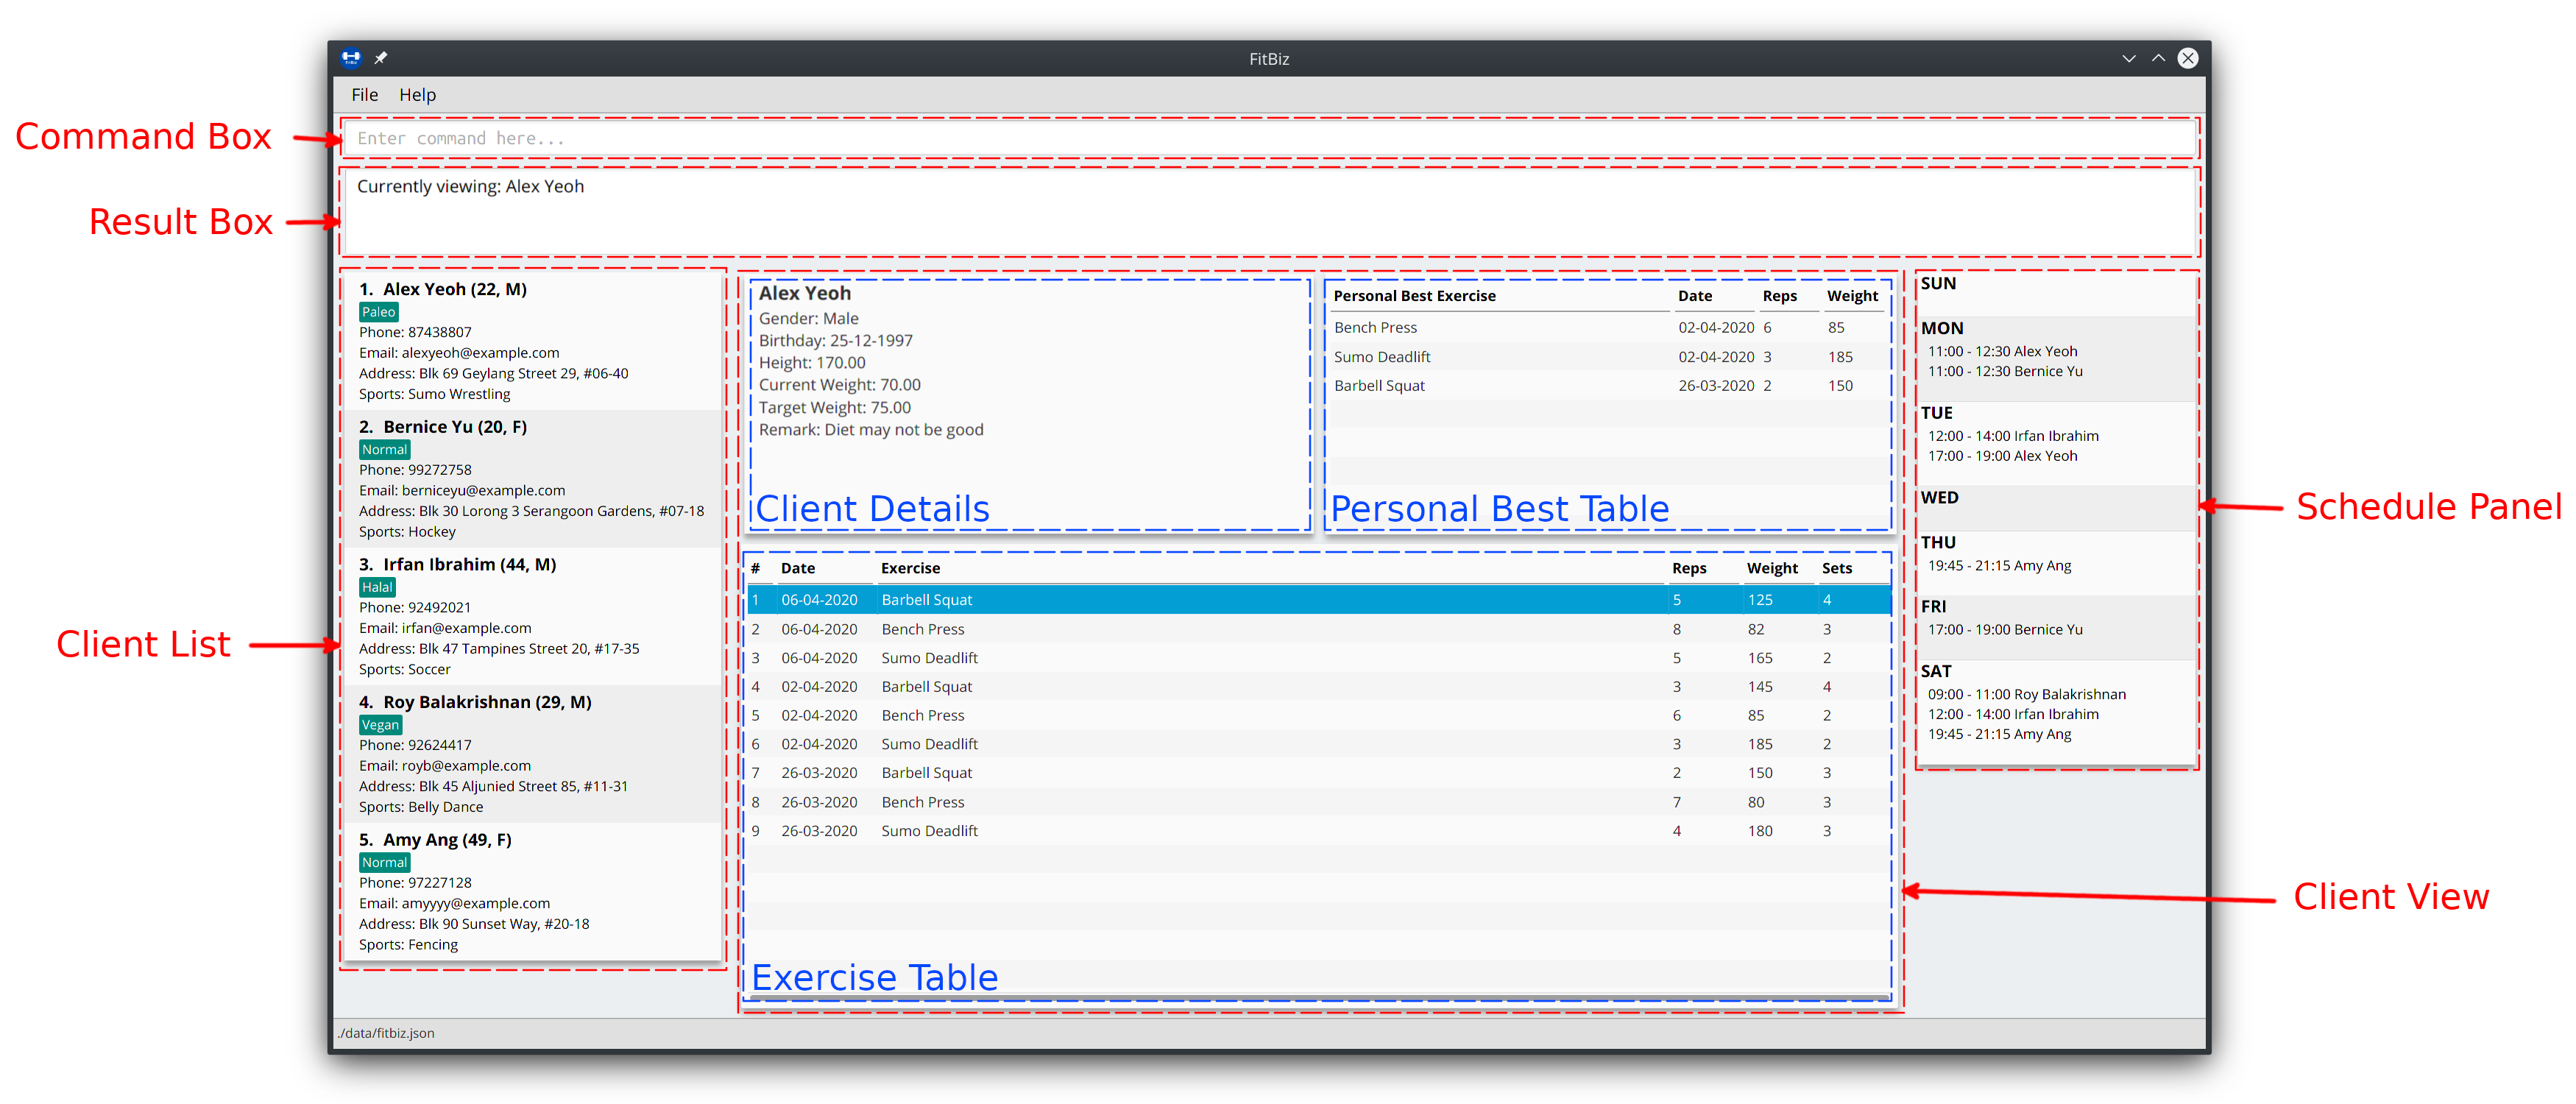 FitBiz
File Help
Command Box
Enter command here...
Result Box
Currently viewing: Alex Yeoh
Client List
1. Alex Yeoh (22, M)
Paleo
Phone: 87438807
Email: alexyeoh@example.com
Address: Blk 69 Geylang Street 29, #06-40
Sports: Sumo Wrestling
2. Bernice Yu (20, F)
Normal
Phone: 99272758
Email: berniceyu@example.com
Address: Blk 30 Lorong 3 Serangoon Gardens, #07-18
Sports: Hockey
3. Irfan Ibrahim (44, M)
Halal
Phone: 92492021
Email: irfan@example.com
Address: Blk 47 Tampines Street 20, #17-35
Sports: Soccer
4. Roy Balakrishnan (29, M)
Vegan
Phone: 92624417
Email: royb@example.com
Address: Blk 45 Aljunied Street 85, #11-31
Sports: Belly Dance
5. Amy Ang (49, F)
Normal
Phone: 97227128
Email: amyyyy@example.com
Address: Blk 90 Sunset Way, #20-18
Sports: Fencing
Alex Yeoh
Gender: Male
Birthday: 25-12-1997
Height: 170.00
Current Weight: 70.00
Target Weight: 75.00
Remark: Diet may not be good
Client Details
Personal Best Exercise Date Reps Weight
Bench Press 02-04-2020 6 85
Sumo Deadlift 02-04-2020 3 185
Barbell Squat 26-03-2020 2 150
Personal Best Table
# Date Exercise Reps Weight Sets
1 06-04-2020 Barbell Squat 5 125 4
2 06-04-2020 Bench Press 8 82 3
3 06-04-2020 Sumo Deadlift 5 165 2
4 02-04-2020 Barbell Squat 3 145 4
5 02-04-2020 Bench Press 6 85 2
6 02-04-2020 Sumo Deadlift 3 185 2
7 26-03-2020 Barbell Squat 2 150 3
8 26-03-2020 Bench Press 7 80 3
9 26-03-2020 Sumo Deadlift 4 180 3
Exercise Table
SUN
MON
11:00 - 12:30 Alex Yeoh
11:00 - 12:30 Bernice Yu
TUE
12:00 - 14:00 Irfan Ibrahim
17:00 - 19:00 Alex Yeoh
WED
THU
19:45 - 21:15 Amy Ang
FRI
17:00 - 19:00 Bernice Yu
SAT
09:00 - 11:00 Roy Balakrishnan
12:00 - 14:00 Irfan Ibrahim
19:45 - 21:15 Amy Ang
Schedule Panel
Client View
./data/fitbiz.json